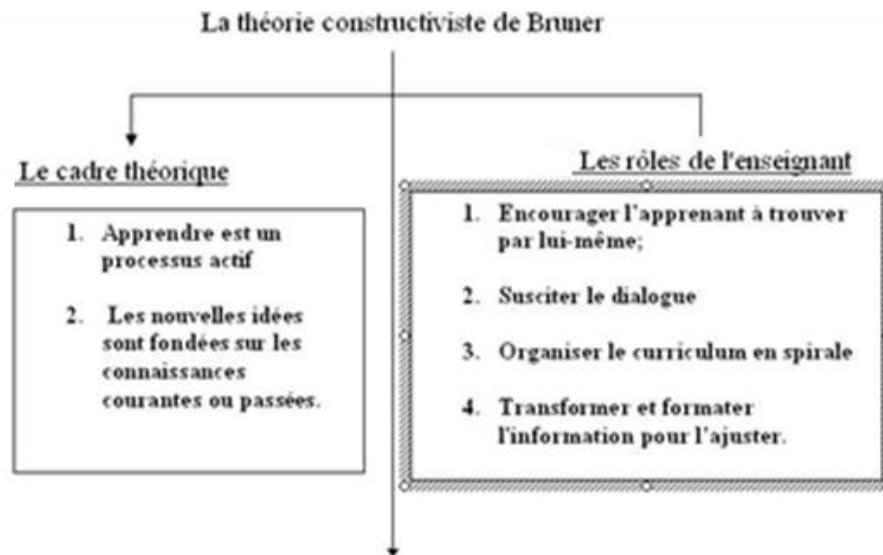 La théorie constructiviste de Bruner
Le cadre théorique
1. Apprendre est un
processus actif
2. Les nouvelles idées
sont fondées sur les
connaissances
courantes ou passées.
Les rôles de l'enseignant
1. Encourager l'apprenant à trouver
par lui-même;
2. Susciter le dialogue
3. Organiser le curriculum en spirale
4. Transformer et formater
l'information pour l'ajuster.